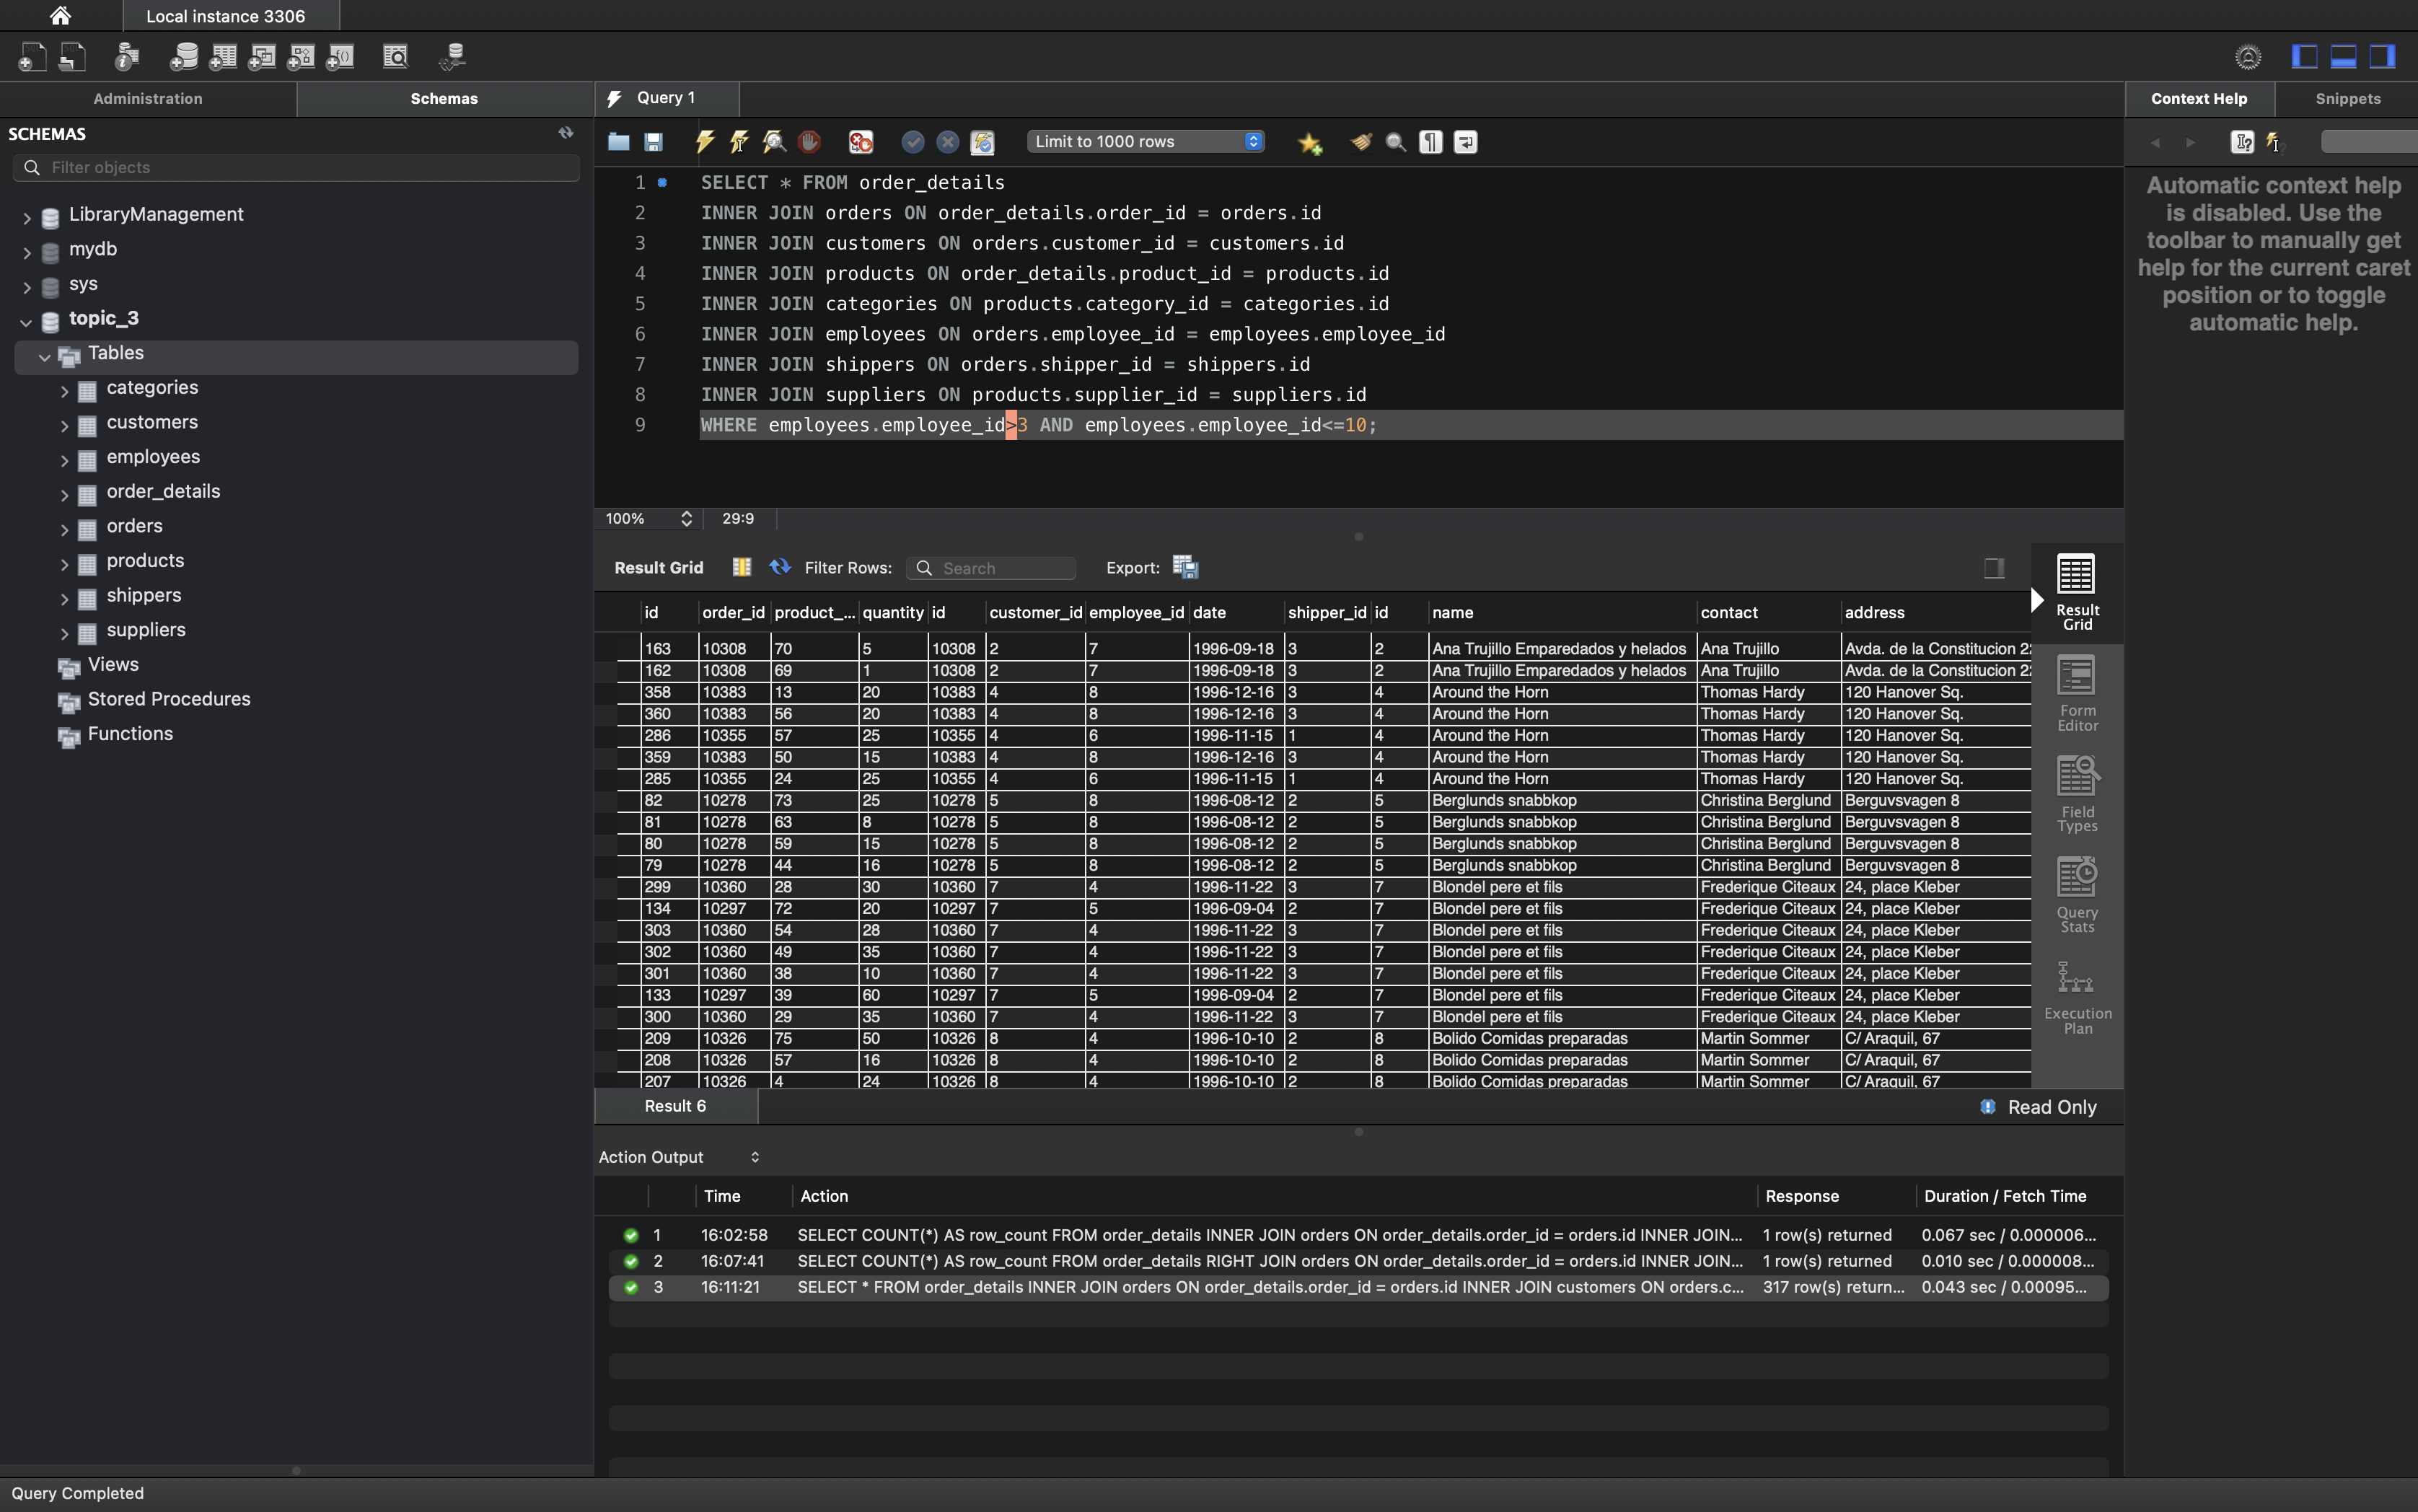 Local instance 3306
Administration
Schemas
Query 1
Context Help
Snippets
SCHEMAS
Filter objects
LibraryManagement
mydb
sys
topic_3
Tables
categories
customers
employees
order_details
orders
products
shippers
suppliers
Views
Stored Procedures
Functions
Limit to 1000 rows
1 SELECT * FROM order_details
2 INNER JOIN orders ON order_details.order_id = orders.id
3 INNER JOIN customers ON orders.customer_id = customers.id
4 INNER JOIN products ON order_details.product_id = products.id
5 INNER JOIN categories ON products.category_id = categories.id
6 INNER JOIN employees ON orders.employee_id = employees.employee_id
7 INNER JOIN shippers ON orders.shipper_id = shippers.id
8 INNER JOIN suppliers ON products.supplier_id = suppliers.id
9 WHERE employees.employee_id>3 AND employees.employee_id<=10;
Automatic context help
is disabled. Use the
toolbar to manually get
help for the current caret
position or to toggle
automatic help.
100% 29:9
Result Grid Filter Rows: Search Export:
id order_id product_... quantity id customer_id employee_id date shipper_id id name contact address
163 10308 70 5 10308 2 7 1996-09-18 3 2 Ana Trujillo Emparedados y helados Ana Trujillo Avda. de la Constitucion 22
162 10308 69 1 10308 2 7 1996-09-18 3 2 Ana Trujillo Emparedados y helados Ana Trujillo Avda. de la Constitucion 22
358 10383 13 20 10383 4 8 1996-12-16 3 4 Around the Horn Thomas Hardy 120 Hanover Sq.
360 10383 56 20 10383 4 8 1996-12-16 3 4 Around the Horn Thomas Hardy 120 Hanover Sq.
286 10355 57 25 10355 4 6 1996-11-15 1 4 Around the Horn Thomas Hardy 120 Hanover Sq.
359 10383 50 15 10383 4 8 1996-12-16 3 4 Around the Horn Thomas Hardy 120 Hanover Sq.
285 10355 24 25 10355 4 6 1996-11-15 1 4 Around the Horn Thomas Hardy 120 Hanover Sq.
82 10278 73 25 10278 5 8 1996-08-12 2 5 Berglunds snabbkop Christina Berglund Berguvsvagen 8
81 10278 63 8 10278 5 8 1996-08-12 2 5 Berglunds snabbkop Christina Berglund Berguvsvagen 8
80 10278 59 15 10278 5 8 1996-08-12 2 5 Berglunds snabbkop Christina Berglund Berguvsvagen 8
79 10278 44 16 10278 5 8 1996-08-12 2 5 Berglunds snabbkop Christina Berglund Berguvsvagen 8
299 10360 28 30 10360 7 4 1996-11-22 3 7 Blondel pere et fils Frederique Citeaux 24, place Kleber
134 10297 72 20 10297 7 5 1996-09-04 2 7 Blondel pere et fils Frederique Citeaux 24, place Kleber
303 10360 54 28 10360 7 4 1996-11-22 3 7 Blondel pere et fils Frederique Citeaux 24, place Kleber
302 10360 49 35 10360 7 4 1996-11-22 3 7 Blondel pere et fils Frederique Citeaux 24, place Kleber
301 10360 38 10 10360 7 4 1996-11-22 3 7 Blondel pere et fils Frederique Citeaux 24, place Kleber
133 10297 39 60 10297 7 5 1996-09-04 2 7 Blondel pere et fils Frederique Citeaux 24, place Kleber
300 10360 29 35 10360 7 4 1996-11-22 3 7 Blondel pere et fils Frederique Citeaux 24, place Kleber
209 10326 75 50 10326 8 4 1996-10-10 2 8 Bolido Comidas preparadas Martin Sommer C/ Araquil, 67
208 10326 57 16 10326 8 4 1996-10-10 2 8 Bolido Comidas preparadas Martin Sommer C/ Araquil, 67
207 10326 4 24 10326 8 4 1996-10-10 2 8 Bolido Comidas preparadas Martin Sommer C/ Araquil, 67
Result
Grid
Form
Editor
Field
Types
Query
Stats
Execution
Plan
Result 6
Read Only
Action Output
Time Action Response Duration / Fetch Time
1 16:02:58 SELECT COUNT(*) AS row_count FROM order_details INNER JOIN orders ON order_details.order_id = orders.id INNER JOIN... 1 row(s) returned 0.067 sec / 0.000006...
2 16:07:41 SELECT COUNT(*) AS row_count FROM order_details RIGHT JOIN orders ON order_details.order_id = orders.id INNER JOIN... 1 row(s) returned 0.010 sec / 0.000008...
3 16:11:21 SELECT * FROM order_details INNER JOIN orders ON order_details.order_id = orders.id INNER JOIN customers ON orders.c... 317 row(s) return... 0.043 sec / 0.00095...
Query Completed